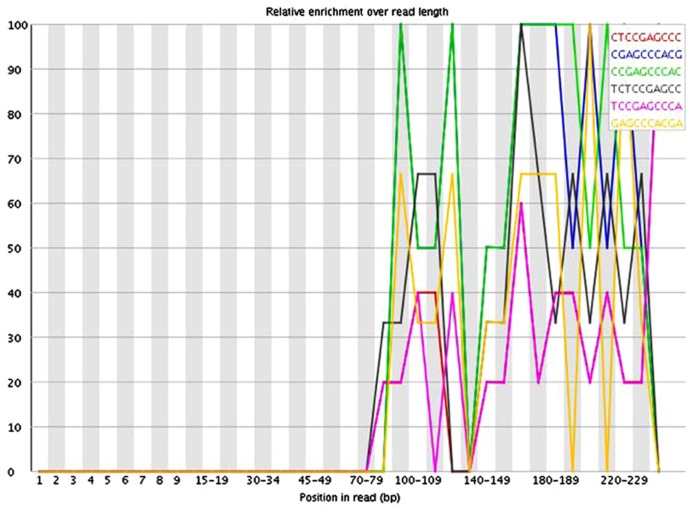 Relative enrichment over read length
100
90
80
70
60
50
40
30
20
10
0
CTCCGAGCCC
CGAGCCCACG
CCGAGCCCAC
TCTCCGAGCC
TCCGAGCCCA
GAGCCCACGA
1 2 3 4 5 6 7 8 9 15-19 30-34 45-49 70-79 100-109 140-149 180-189 220-229
Position in read (bp)